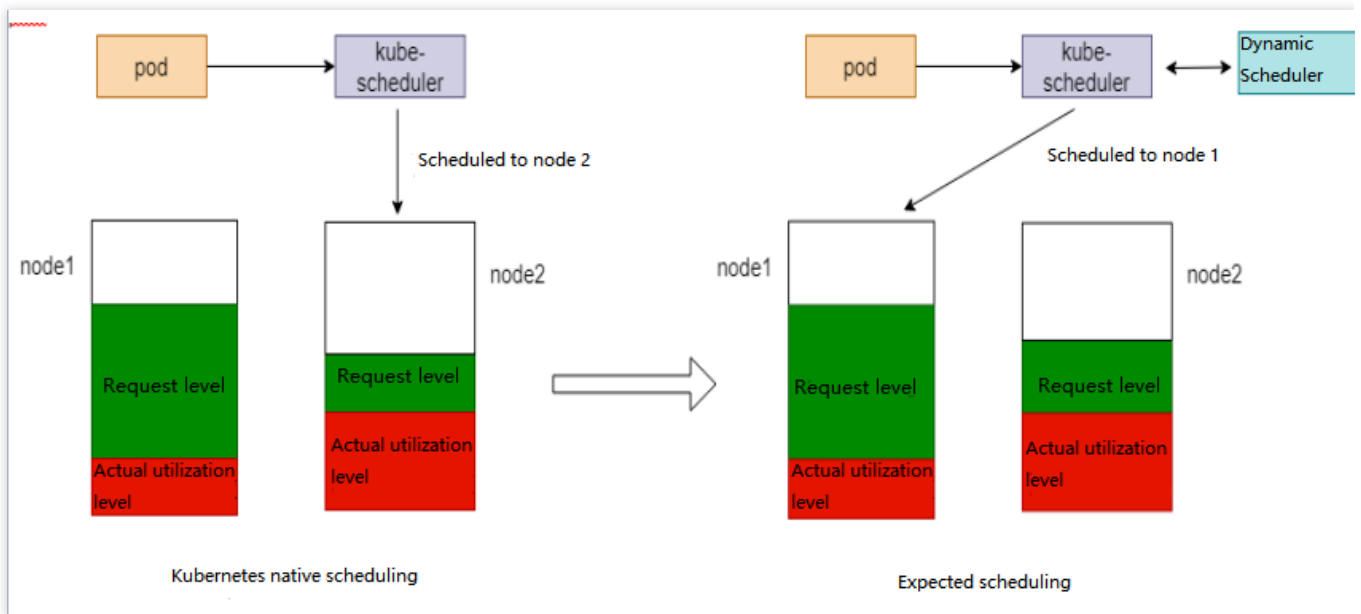 pod
kube-
scheduler
Scheduled to node 2
node1
node2
Request level
Request level
Actual utilization
level
Actual utilization
level
Kubernetes native scheduling
pod
kube-
scheduler
Dynamic
Scheduler
Scheduled to node 1
node1
node2
Request level
Request level
Actual utilization
level
Actual utilization
level
Expected scheduling